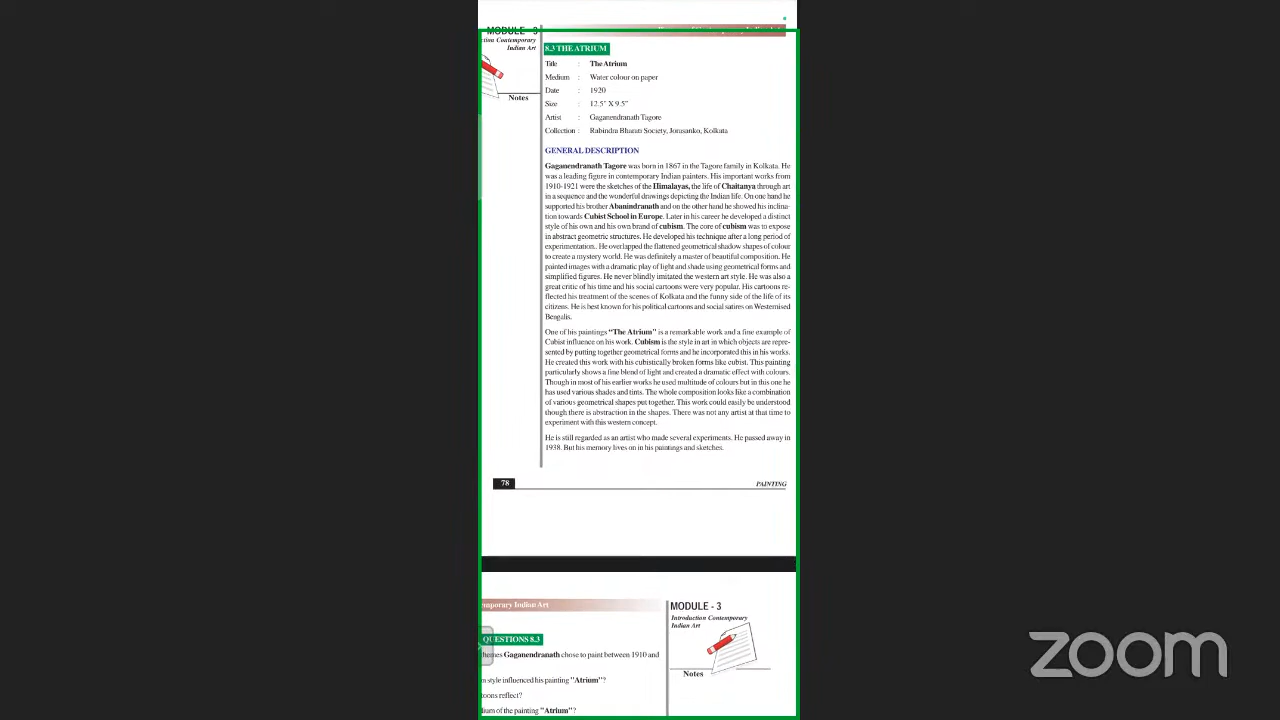 MODULE - 3
ction Contemporary
Indian Art
Notes
8.3 THE ATRIUM
Title : The Atrium
Medium : Water colour on paper
Date : 1920
Size : 12.5" X 9.5"
Artist : Gaganendranath Tagore
Collection : Rabindra Bharati Society, Jorasanko, Kolkata
GENERAL DESCRIPTION
Gaganendranath Tagore was born in 1867 in the Tagore family in Kolkata. He
was a leading figure in contemporary Indian painters. His important works from
1910-1921 were the sketches of the Himalayas, the life of Chaitanya through art
in a sequence and the wonderful drawings depicting the Indian life. On one hand he
supported his brother Abanindranath and on the other hand he showed his inclina-
tion towards Cubist School in Europe. Later in his career he developed a distinct
style of his own and his own brand of cubism. The core of cubism was to expose
in abstract geometric structures. He developed his technique after a long period of
experimentation.. He overlapped the flattened geometrical shadow shapes of colour
to create a mystery world. He was definitely a master of beautiful composition. He
painted images with a dramatic play of light and shade using geometrical forms and
simplified figures. He never blindly imitated the western art style. He was also a
great critic of his time and his social cartoons were very popular. His cartoons re-
flected his treatment of the scenes of Kolkata and the funny side of the life of its
citizens. He is best known for his political cartoons and social satires on Westernised
Bengalis.
One of his paintings "The Atrium" is a remarkable work and a fine example of
Cubist influence on his work. Cubism is the style in art in which objects are repre-
sented by putting together geometrical forms and he incorporated this in his works.
He created this work with his cubistically broken forms like cubist. This painting
particularly shows a fine blend of light and created a dramatic effect with colours.
Though in most of his earlier works he used multitude of colours but in this one he
has used various shades and tints. The whole composition looks like a combination
of various geometrical shapes put together. This work could easily be understood
though there is abstraction in the shapes. There was not any artist at that time to
experiment with this western concept.
He is still regarded as an artist who made several experiments. He passed away in
1938. But his memory lives on in his paintings and sketches.
78
PAINTING
emporary Indian Art
QUESTIONS 8.3
hemes Gaganendranath chose to paint between 1910 and
n style influenced his painting "Atrium"?
toons reflect?
dium of the painting "Atrium"?
MODULE - 3
Introduction Contemporary
Indian Art
Notes
zoom